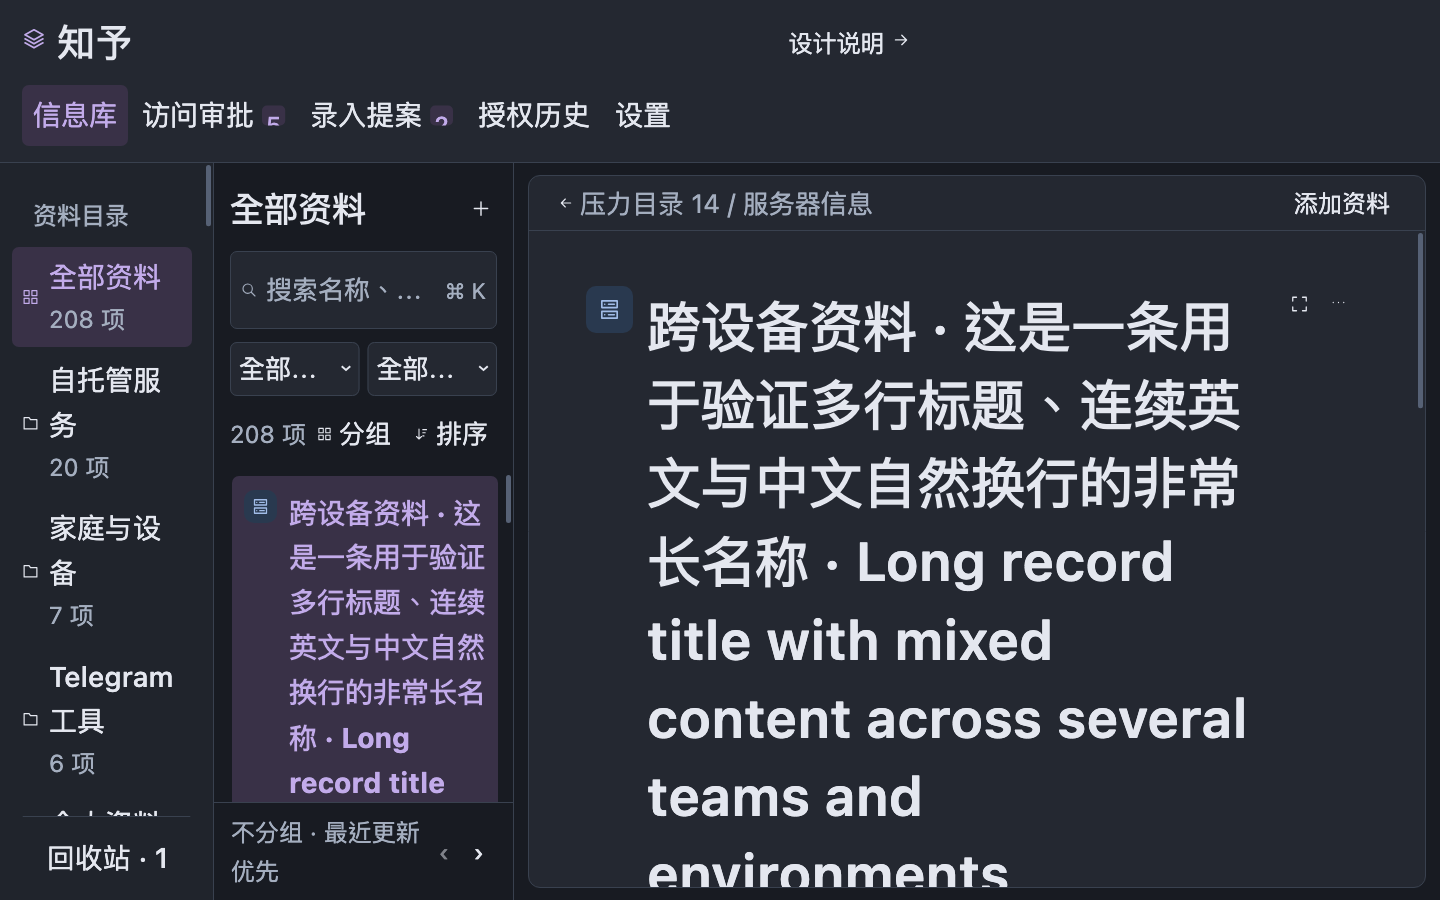 知予
设计说明 →
信息库 访问审批 5 录入提案 授权历史 设置
资料目录
全部资料
208 项
自托管服
务
20 项
家庭与设
备
7 项
Telegram
工具
6 项
回收站 · 1
全部资料 +
搜索名称、... ⌘ K
全部... 全部...
208 项 分组 排序
跨设备资料 · 这
是一条用于验证
多行标题、连续
英文与中文自然
换行的非常长名
称 · Long
record title
不分组 · 最近更新
优先
‹ ›
← 压力目录 14 / 服务器信息
添加资料
跨设备资料 · 这是一条用
于验证多行标题、连续英
文与中文自然换行的非常
长名称 · Long record
title with mixed
content across several
teams and
environments